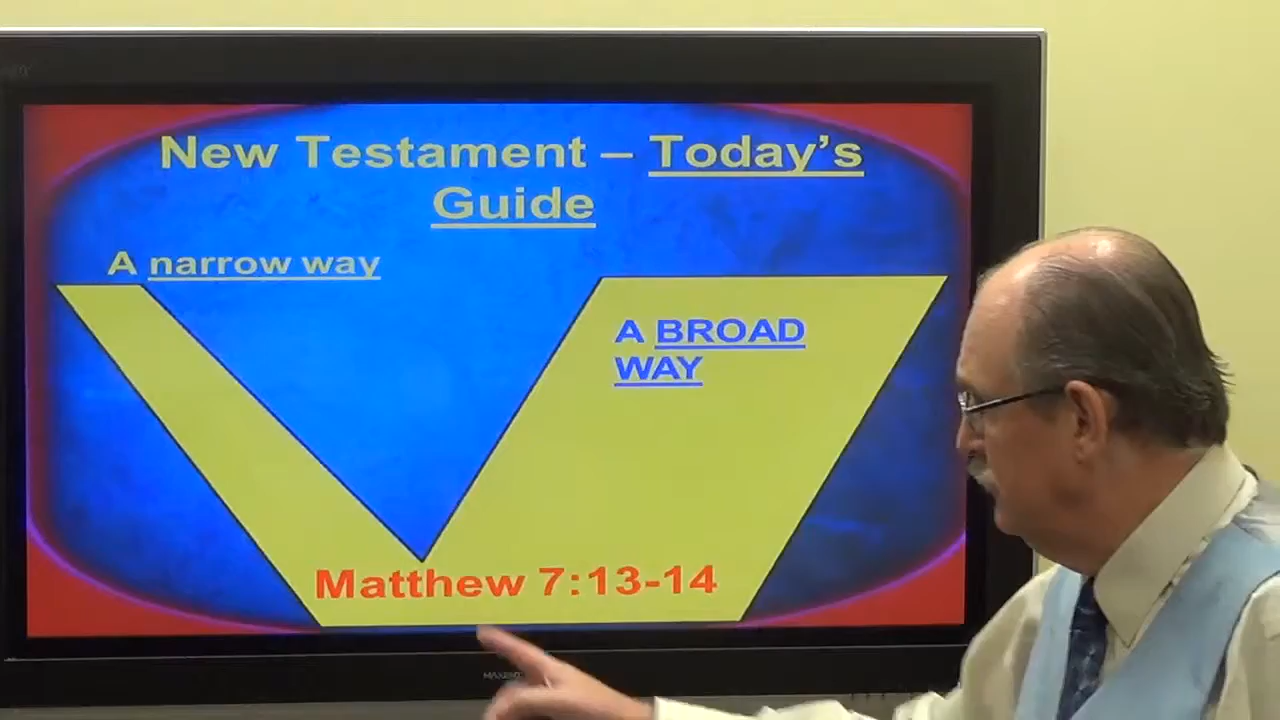 New Testament – Today's
Guide
A narrow way
A BROAD
WAY
Matthew 7:13-14